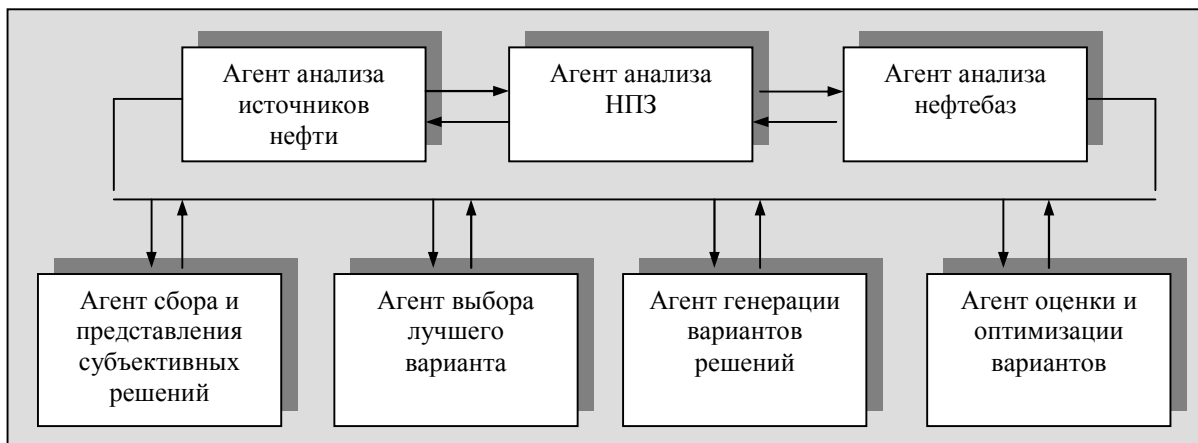 Агент анализа
источников
нефти
Агент анализа
НПЗ
Агент анализа
нефтебаз
Агент сбора и
представления
субъективных
решений
Агент выбора
лучшего
варианта
Агент генерации
вариантов
решений
Агент оценки и
оптимизации
вариантов